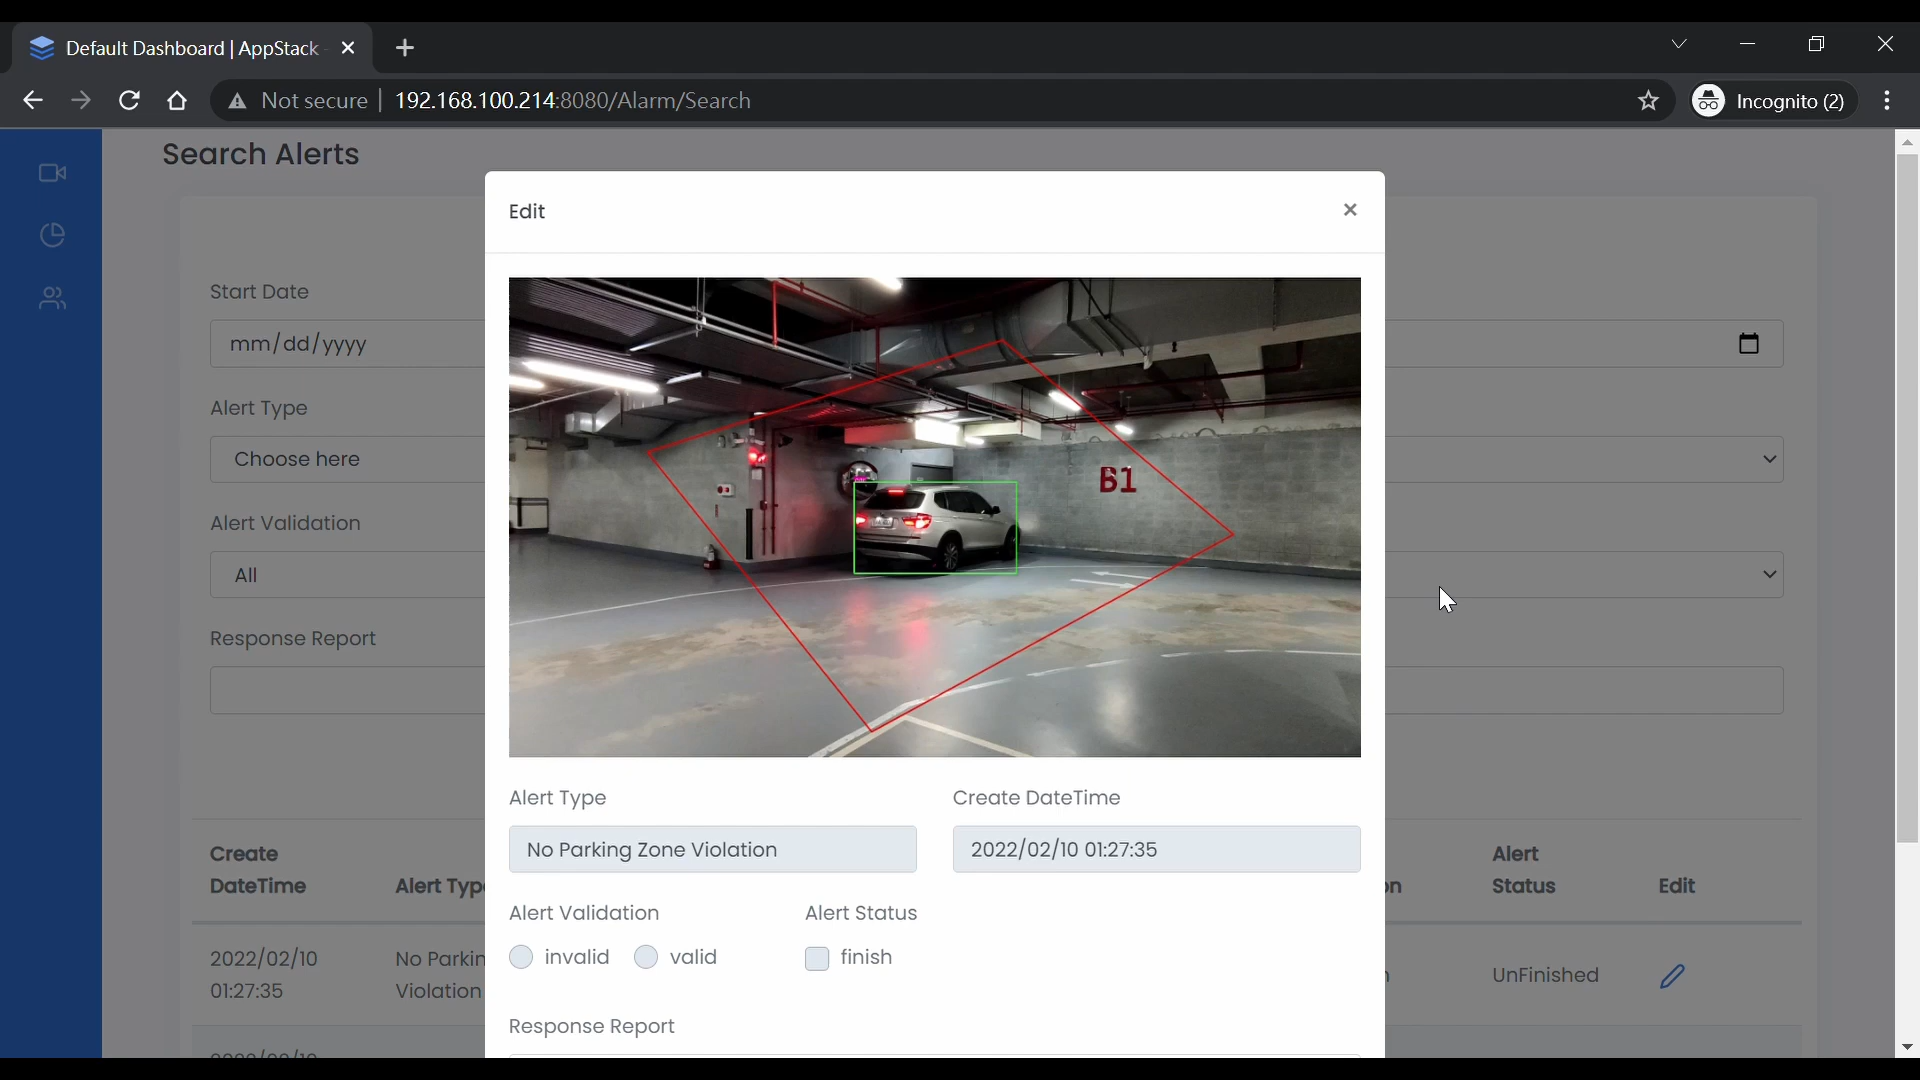 Default Dashboard | AppStack
Not secure
192.168.100.214:8080/Alarm/Search
Incognito (2)
Search Alerts
Edit
×
Start Date
mm/dd/yyyy
Alert Type
Choose here
Alert Validation
All
Response Report
B1
Alert Type
Create DateTime
No Parking Zone Violation
2022/02/10 01:27:35
Alert Validation
Alert Status
invalid
valid
finish
Response Report
Create
DateTime
Alert Type
Alert
Status
Edit
2022/02/10
01:27:35
No Parkin
Violation
UnFinished